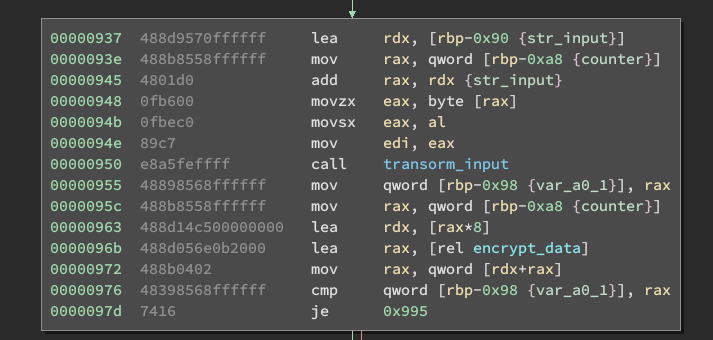 00000937 488d9570ffffff lea rdx, [rbp-0x90 {str_input}]
0000093e 488b8558ffffff mov rax, qword [rbp-0xa8 {counter}]
00000945 4801d0 add rax, rdx {str_input}
00000948 0fb600 movzx eax, byte [rax]
0000094b 0fbec0 movsx eax, al
0000094e 89c7 mov edi, eax
00000950 e8a5feffff call transorm_input
00000955 48898568ffffff mov qword [rbp-0x98 {var_a0_1}], rax
0000095c 488b8558ffffff mov rax, qword [rbp-0xa8 {counter}]
00000963 488d14c500000000 lea rdx, [rax*8]
0000096b 488d056e0b2000 lea rax, [rel encrypt_data]
00000972 488b0402 mov rax, qword [rdx+rax]
00000976 48398568ffffff cmp qword [rbp-0x98 {var_a0_1}], rax
0000097d 7416 je 0x995